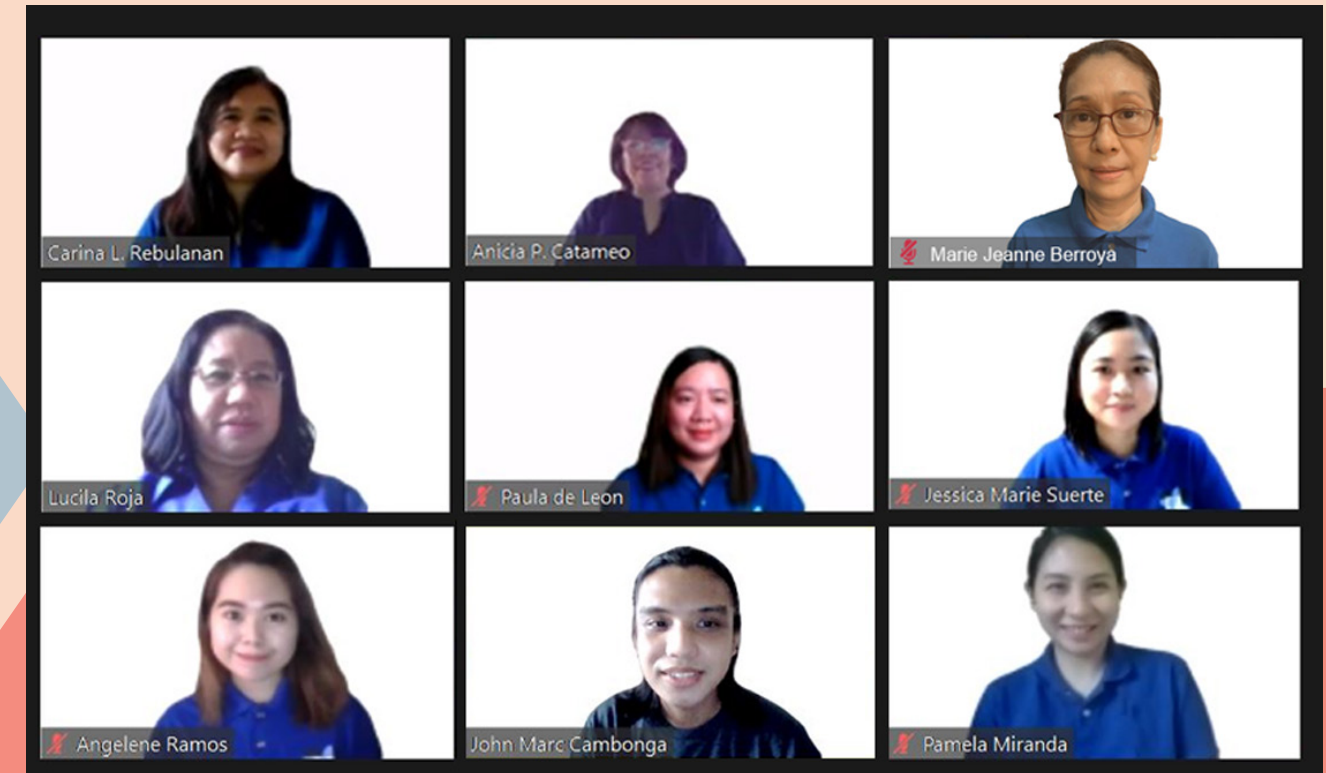 Carina L. Rebulanan
Anicia P. Catameo
Marie Jeanne Berroya
Lucila Roja
Paula de Leon
Jessica Marie Suerte
Angelene Ramos
John Marc Cambonga
Pamela Miranda